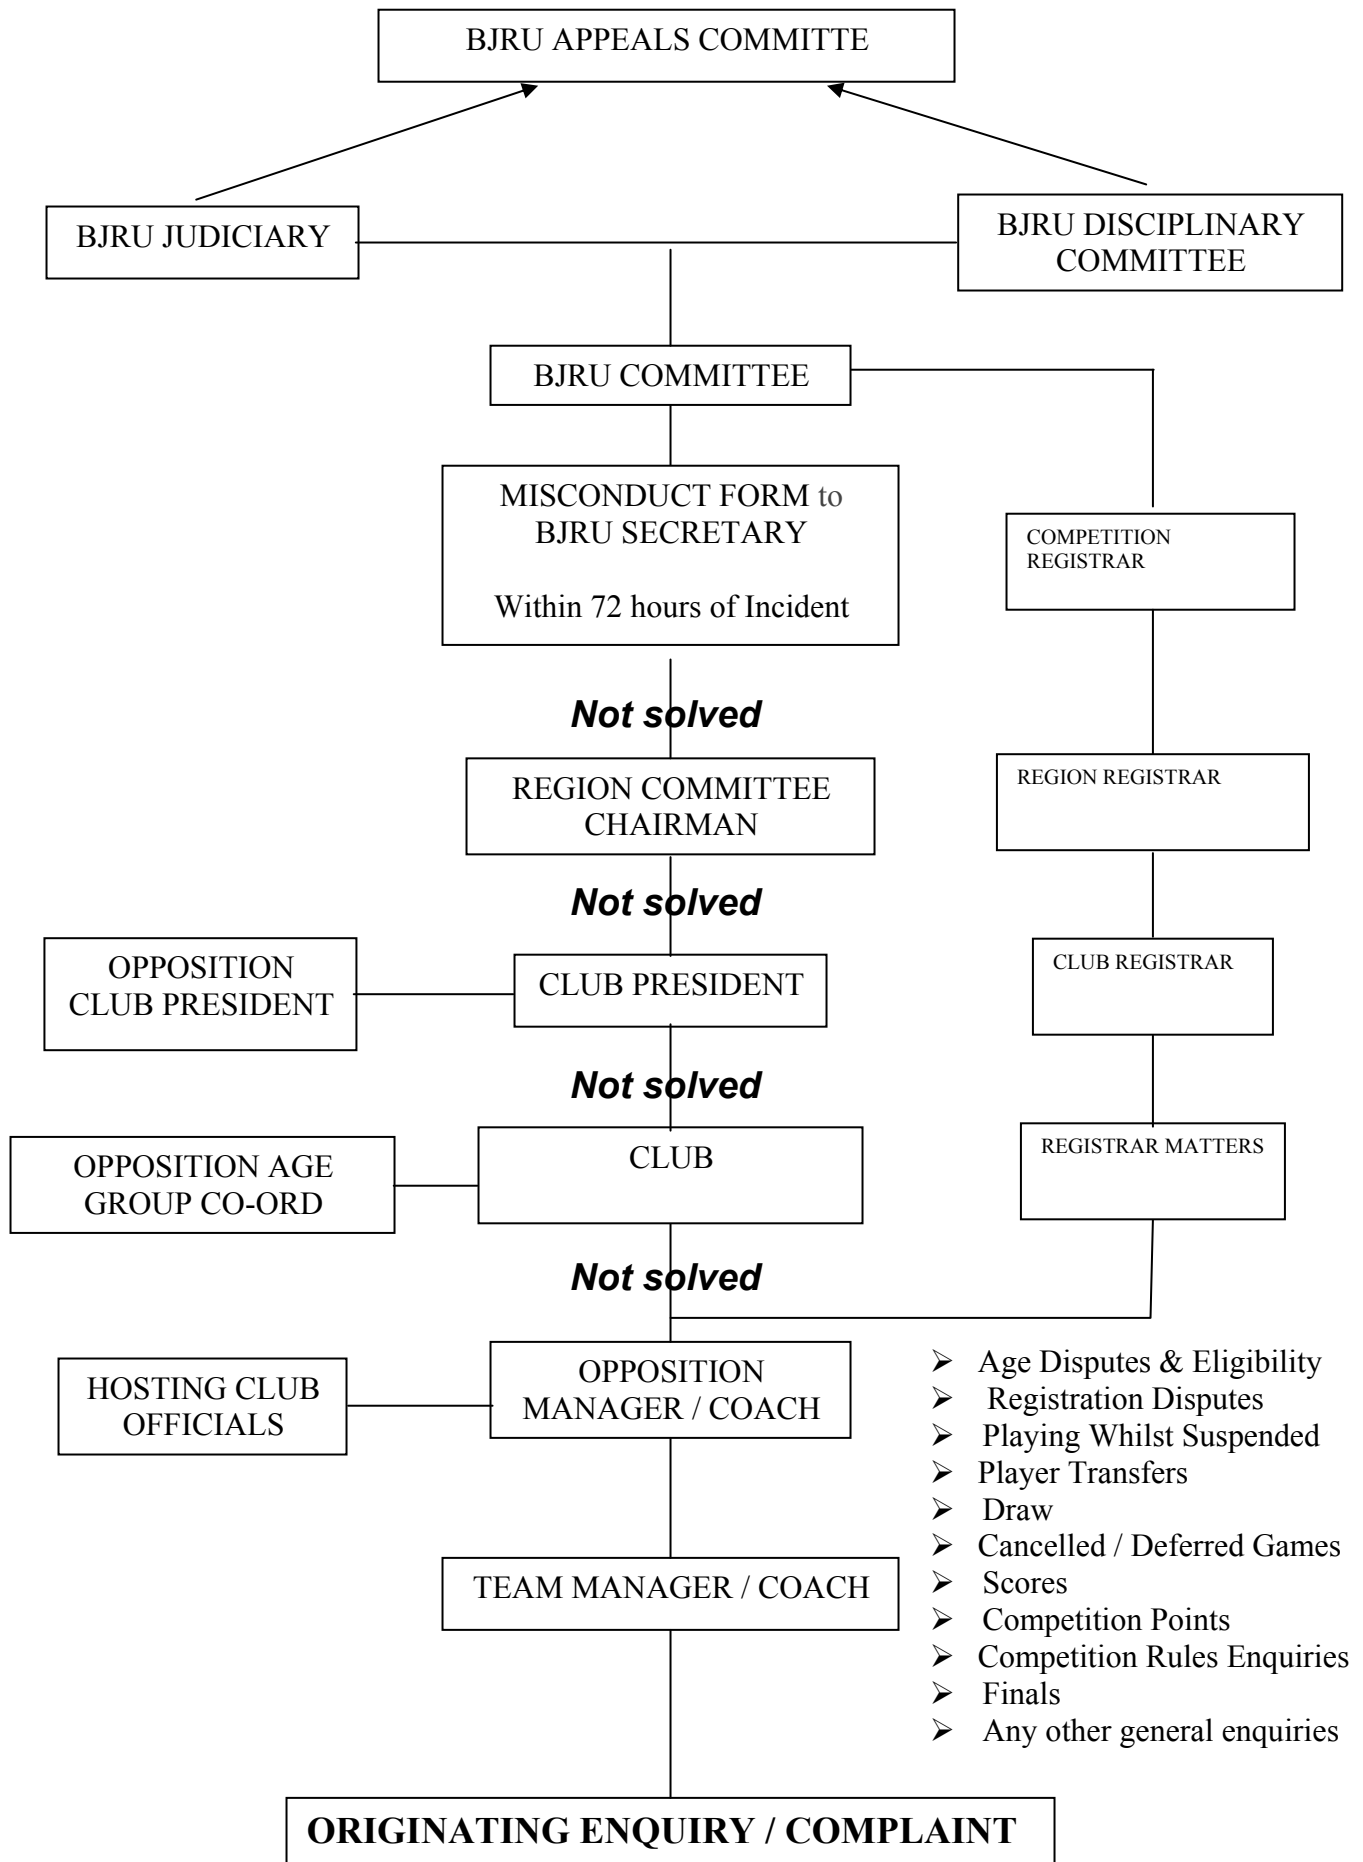 BJRU APPEALS COMMITTE
BJRU JUDICIARY
BJRU DISCIPLINARY
COMMITTEE
BJRU COMMITTEE
MISCONDUCT FORM to
BJRU SECRETARY
Within 72 hours of Incident
COMPETITION
REGISTRAR
Not solved
REGION COMMITTEE
CHAIRMAN
REGION REGISTRAR
Not solved
OPPOSITION
CLUB PRESIDENT
CLUB PRESIDENT
CLUB REGISTRAR
Not solved
OPPOSITION AGE
GROUP CO-ORD
CLUB
REGISTRAR MATTERS
Not solved
HOSTING CLUB
OFFICIALS
OPPOSITION
MANAGER / COACH
➢ Age Disputes & Eligibility
➢ Registration Disputes
➢ Playing Whilst Suspended
➢ Player Transfers
➢ Draw
➢ Cancelled / Deferred Games
➢ Scores
➢ Competition Points
➢ Competition Rules Enquiries
➢ Finals
➢ Any other general enquiries
TEAM MANAGER / COACH
ORIGINATING ENQUIRY / COMPLAINT